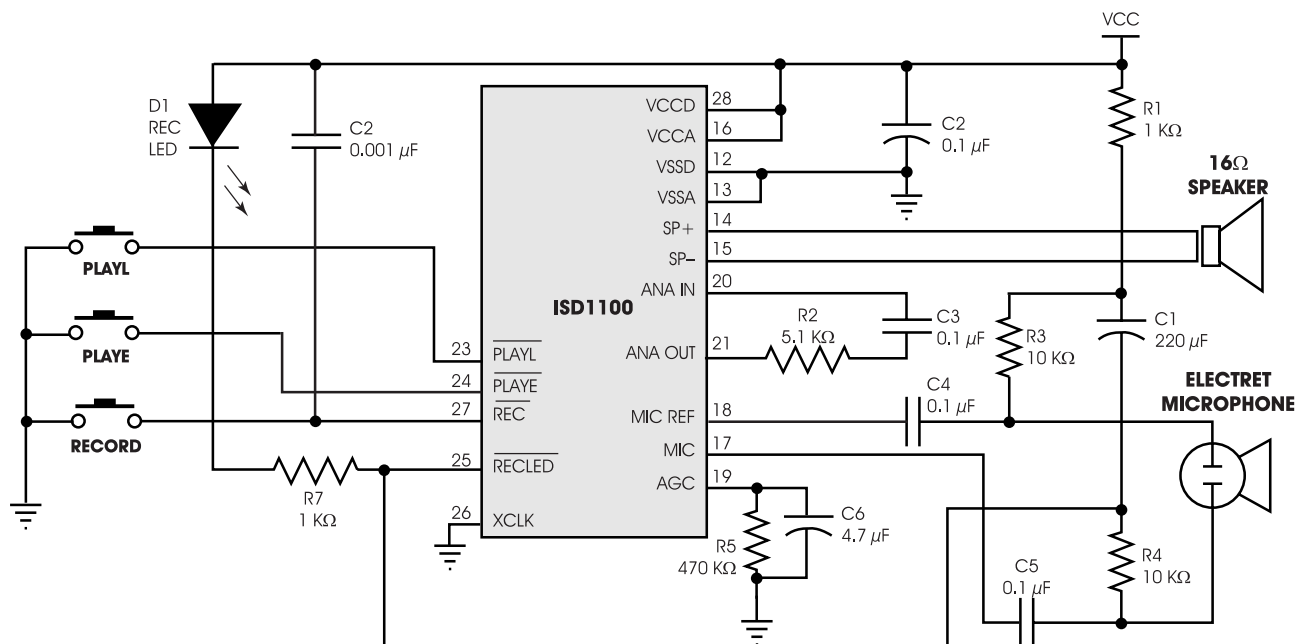 VCC
D1
REC
LED
C2
0.001 µF
VCCD
28
VCCA
16
VSSD
12
VSSA
13
SP+
14
SP–
15
ANA IN
20
ANA OUT
21
MIC REF
18
MIC
17
AGC
19
C2
0.1 µF
R1
1 KΩ
16Ω
SPEAKER
PLAYL
PLAYE
RECORD
ISD1100
23
PLAYL
24
PLAYE
27
REC
25
RECLED
26
XCLK
R7
1 KΩ
R2
5.1 KΩ
C3
0.1 µF
R3
10 KΩ
C1
220 µF
C4
0.1 µF
ELECTRET
MICROPHONE
R5
470 KΩ
C6
4.7 µF
C5
0.1 µF
R4
10 KΩ